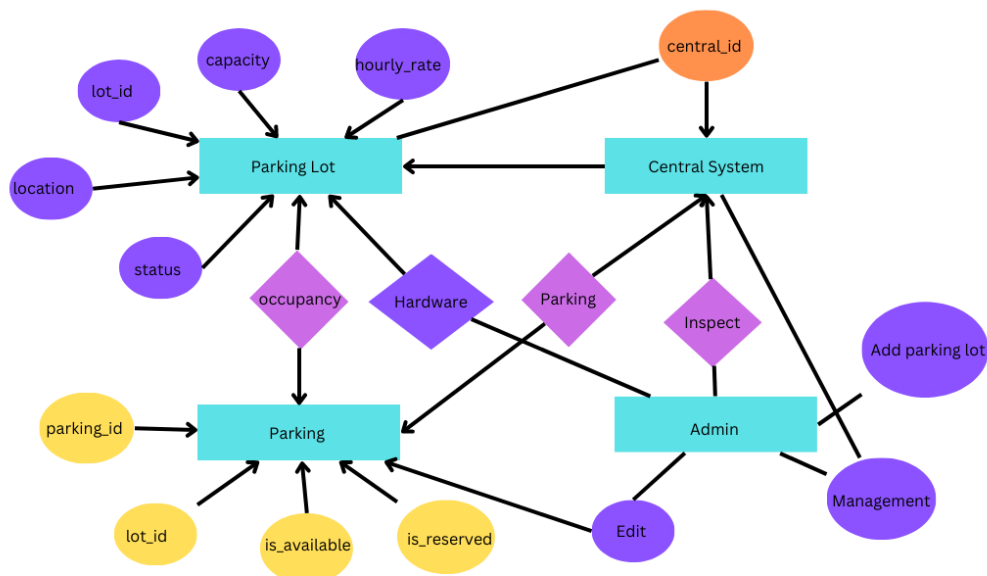 central_id
capacity
hourly_rate
lot_id
Parking Lot
Central System
location
status
occupancy
Hardware
Parking
Inspect
Add parking lot
parking_id
Parking
Admin
Management
lot_id
is_available
is_reserved
Edit